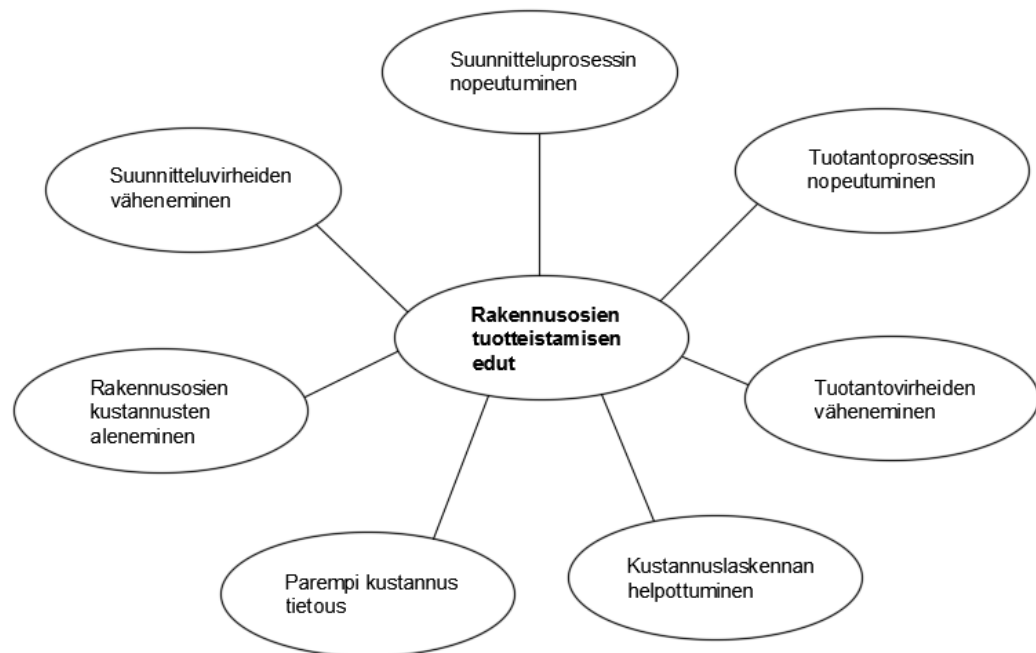 Suunnitteluprosessin
nopeutuminen
Tuotantoprosessin
nopeutuminen
Suunnitteluvirheiden
väheneminen
Rakennusosien
tuotteistamisen
edut
Rakennusosien
kustannusten
aleneminen
Tuotantovirheiden
väheneminen
Parempi kustannus
tietous
Kustannuslaskennan
helpottuminen